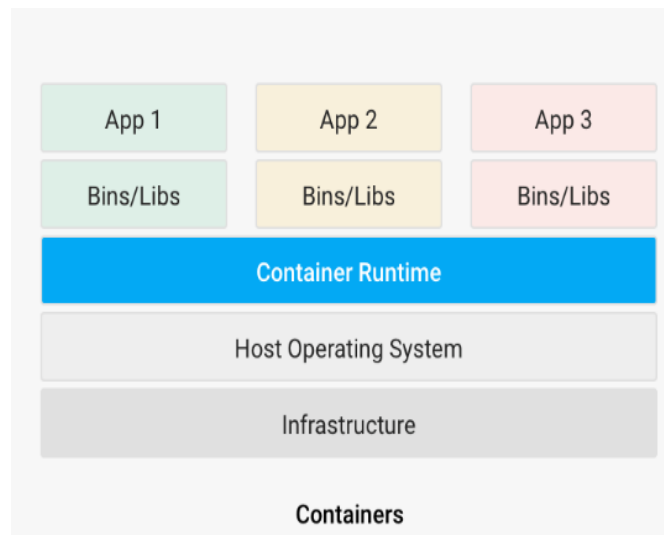 App 1 App 2 App 3
Bins/Libs Bins/Libs Bins/Libs
Container Runtime
Host Operating System
Infrastructure
Containers